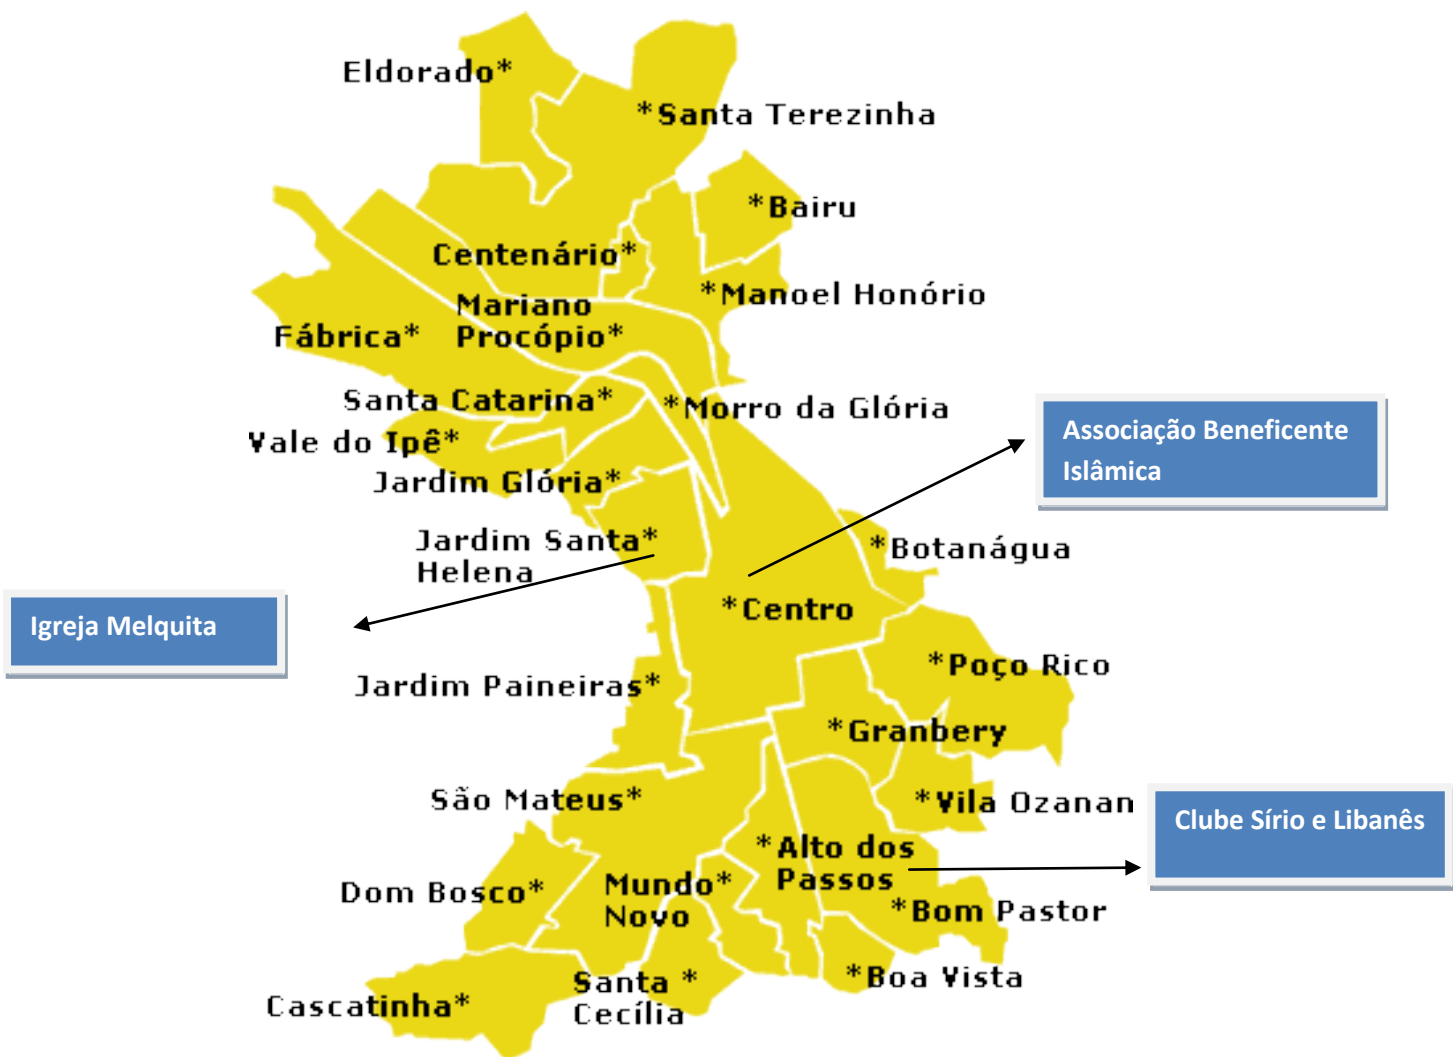 Eldorado*
*Santa Terezinha
*Bairu
Centenário*
*Manoel Honório
Mariano
Procópio*
Fábrica*
Santa Catarina*
*Morro da Glória
Vale do Ipê*
Jardim Glória*
Associação Beneficente
Islâmica
Jardim Santa*
Helena
*Botanágua
*Centro
Igreja Melquita
*Poço Rico
Jardim Paineiras*
*Granbery
São Mateus*
*Vila Ozanan
Clube Sírio e Libanês
*Alto dos
Passos
Dom Bosco*
Mundo*
Novo
*Bom Pastor
*Boa Vista
Santa *
Cecília
Cascatinha*